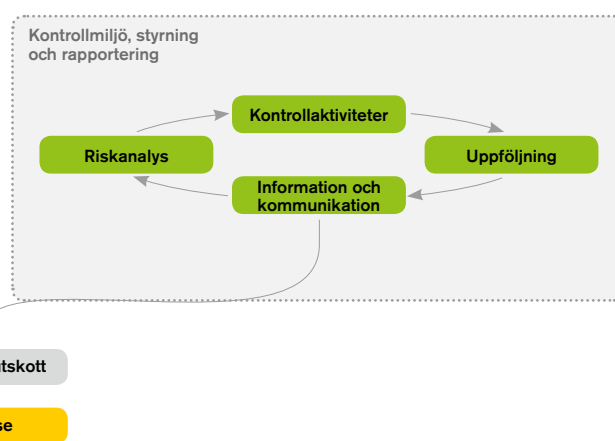 Kontrollmiljö, styrning
och rapportering
Kontrollaktiviteter
Riskanalys
Uppföljning
Information och
kommunikation